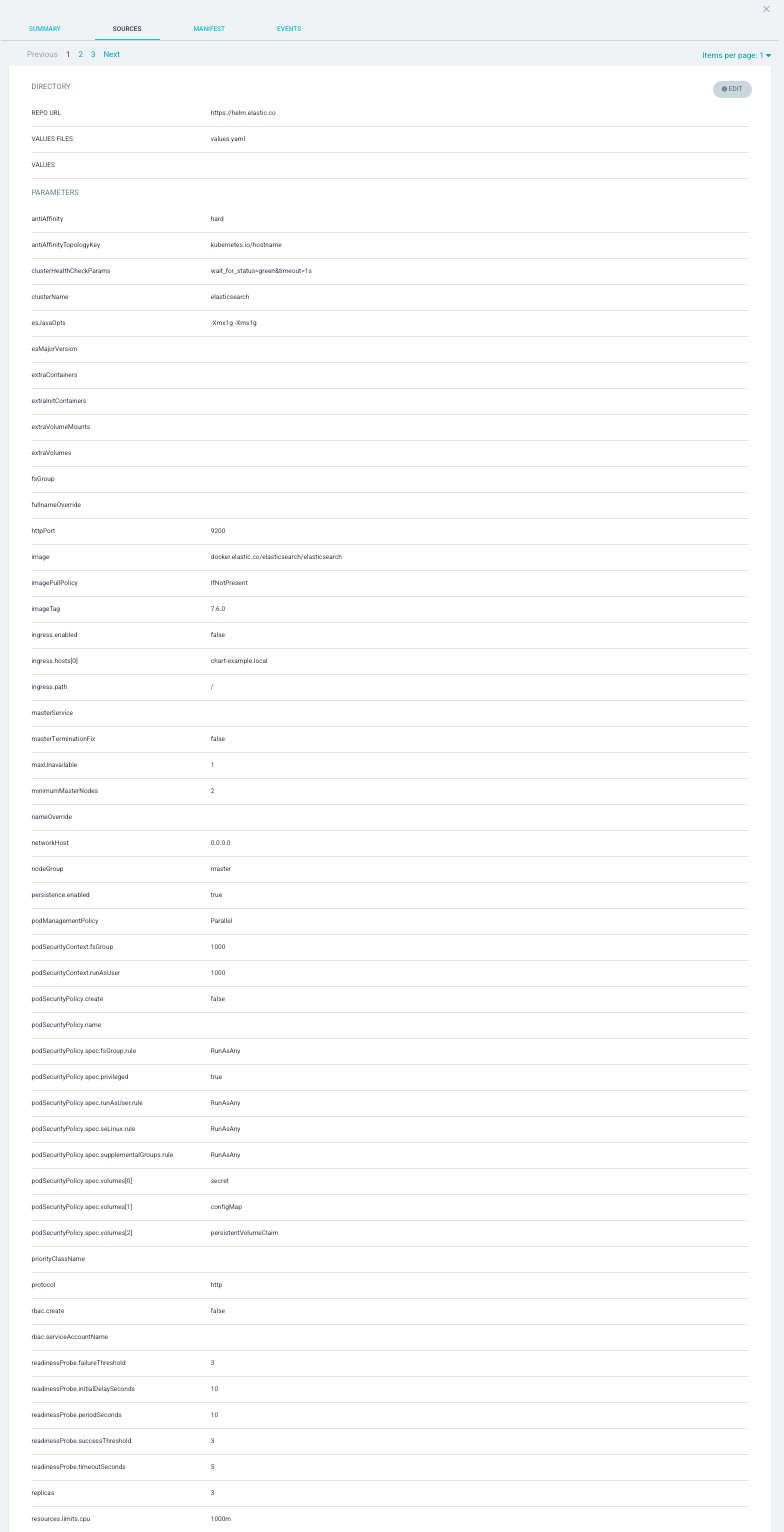 SUMMARY SOURCES MANIFEST EVENTS
Previous 1 2 3 Next Items per page: 1
DIRECTORY EDIT
REPO URL https://helm.elastic.co
VALUES FILES values.yaml
VALUES
PARAMETERS
antiAffinity hard
antiAffinityTopologyKey kubernetes.io/hostname
clusterHealthCheckParams wait_for_status=green&timeout=1s
clusterName elasticsearch
esJavaOpts -Xmx1g -Xms1g
esMajorVersion
extraContainers
extraInitContainers
extraVolumeMounts
extraVolumes
fsGroup
fullnameOverride
httpPort 9200
image docker.elastic.co/elasticsearch/elasticsearch
imagePullPolicy IfNotPresent
imageTag 7.6.0
ingress.enabled false
ingress.hosts[0] chart-example.local
ingress.path /
masterService
masterTerminationFix false
maxUnavailable 1
minimumMasterNodes 2
nameOverride
networkHost 0.0.0.0
nodeGroup master
persistence.enabled true
podManagementPolicy Parallel
podSecurityContext.fsGroup 1000
podSecurityContext.runAsUser 1000
podSecurityPolicy.create false
podSecurityPolicy.name
podSecurityPolicy.spec.fsGroup.rule RunAsAny
podSecurityPolicy.spec.privileged true
podSecurityPolicy.spec.runAsUser.rule RunAsAny
podSecurityPolicy.spec.seLinux.rule RunAsAny
podSecurityPolicy.spec.supplementalGroups.rule RunAsAny
podSecurityPolicy.spec.volumes[0] secret
podSecurityPolicy.spec.volumes[1] configMap
podSecurityPolicy.spec.volumes[2] persistentVolumeClaim
priorityClassName
protocol http
rbac.create false
rbac.serviceAccountName
readinessProbe.failureThreshold 3
readinessProbe.initialDelaySeconds 10
readinessProbe.periodSeconds 10
readinessProbe.successThreshold 3
readinessProbe.timeoutSeconds 5
replicas 3
resources.limits.cpu 1000m